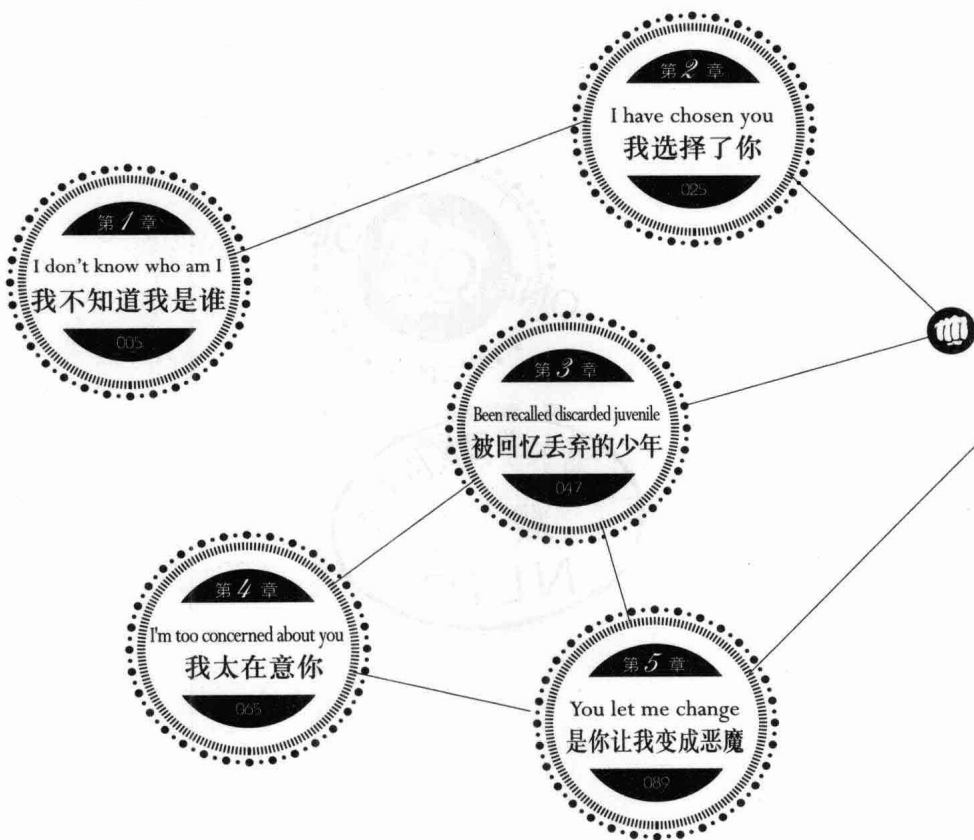 第1章
I don't know who am I
我不知道我是谁
005
第2章
I have chosen you
我选择了你
025
第3章
Been recalled discarded juvenile
被回忆丢弃的少年
047
第4章
I'm too concerned about you
我太在意你
065
第5章
You let me change
是你让我变成恶魔
089